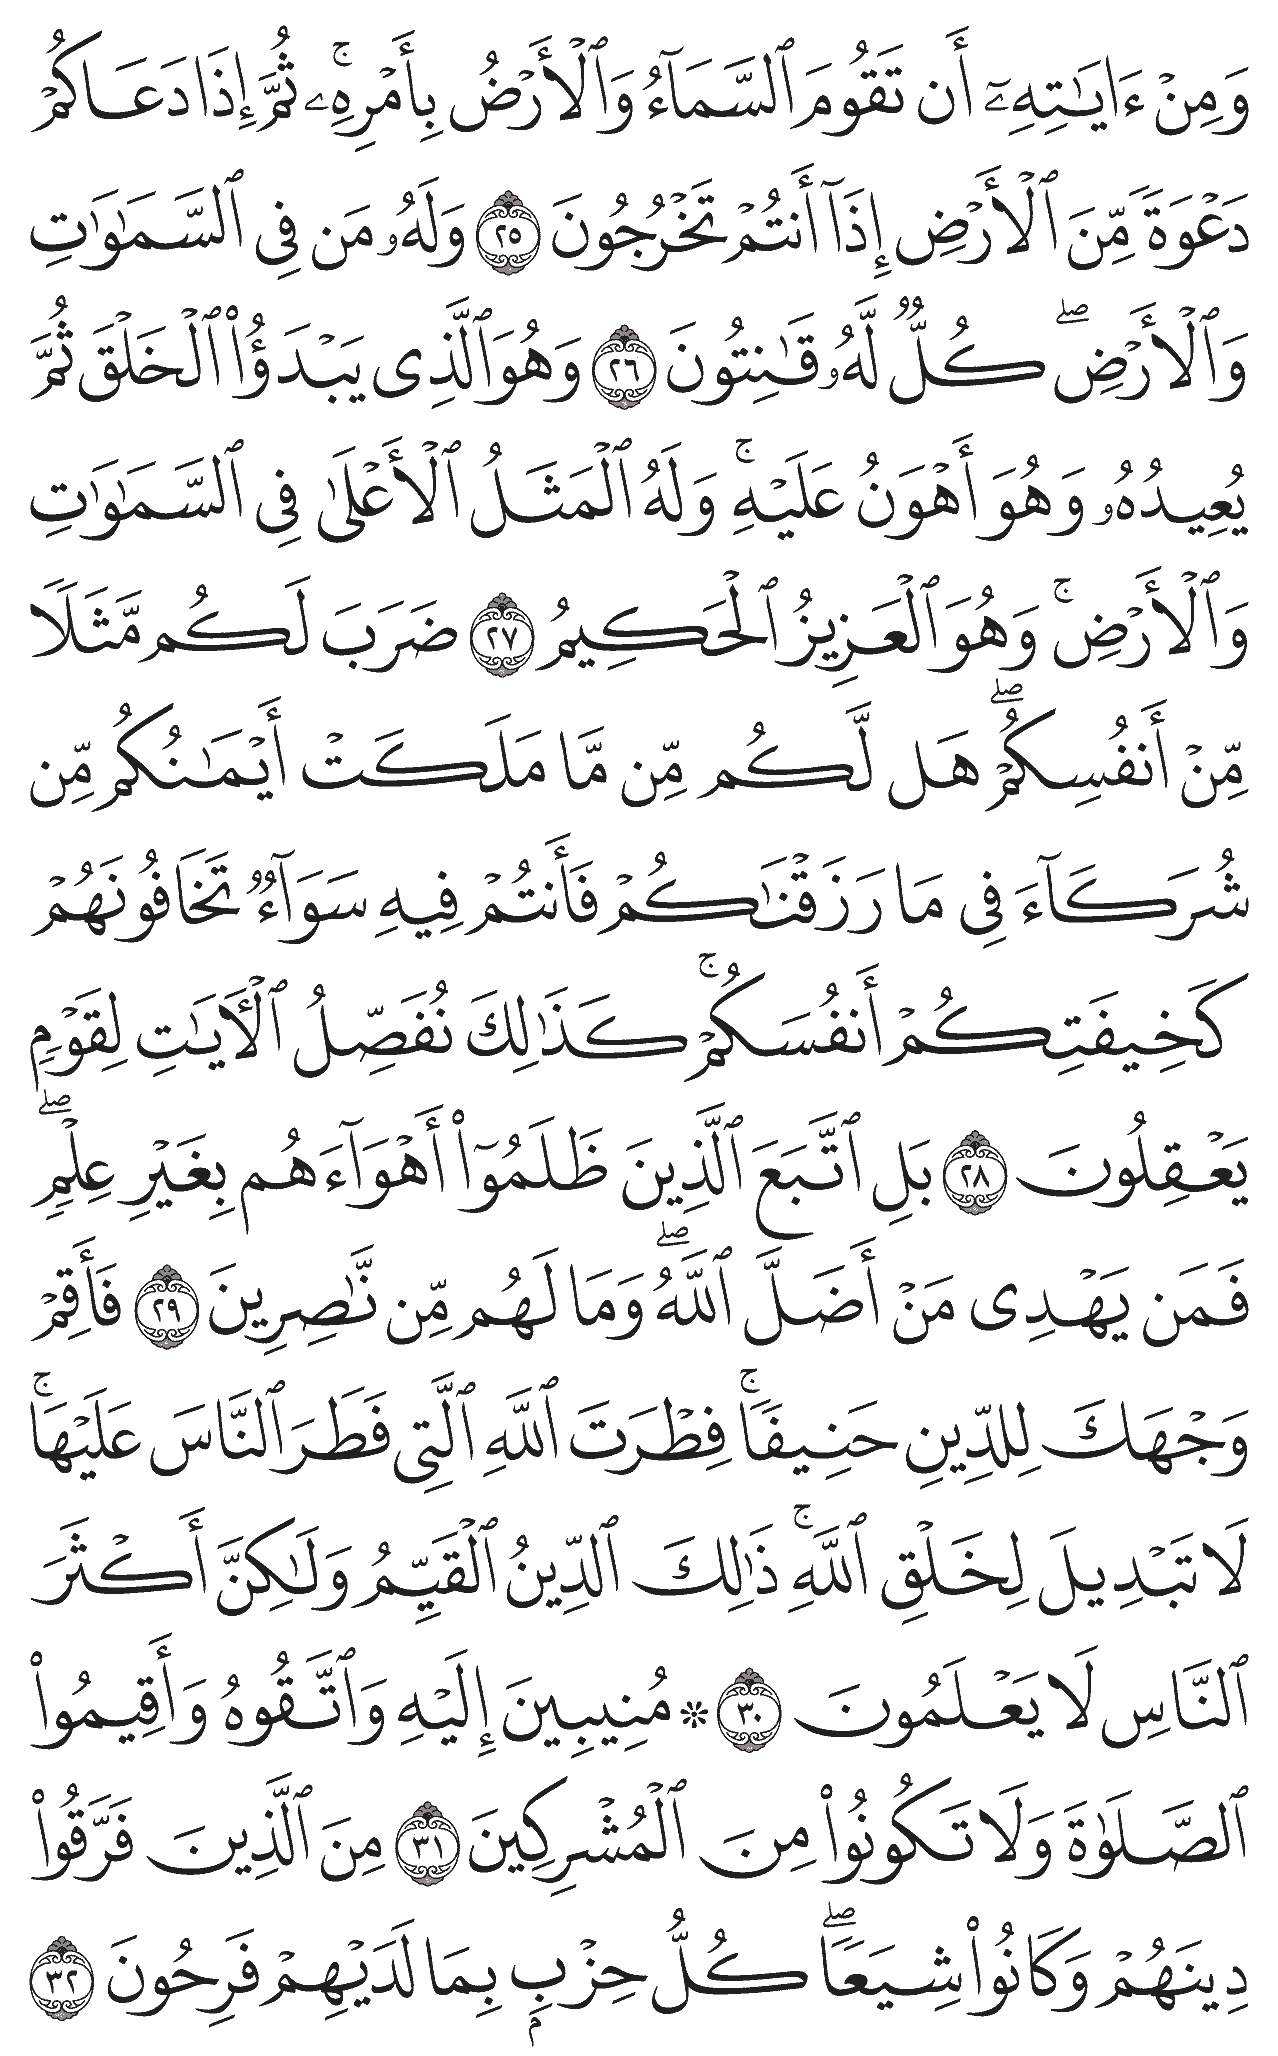 وَمِنْ ءَايَٰتِهِۦٓ أَن تَقُومَ ٱلسَّمَآءُ وَٱلْأَرْضُ بِأَمْرِهِۦۚ ثُمَّ إِذَا دَعَاكُمْ
دَعْوَةً مِّنَ ٱلْأَرْضِ إِذَآ أَنتُمْ تَخْرُجُونَ ٢٥ وَلَهُۥ مَن فِى ٱلسَّمَٰوَٰتِ
وَٱلْأَرْضِۖ كُلٌّ لَّهُۥ قَٰنِتُونَ ٢٦ وَهُوَ ٱلَّذِى يَبْدَؤُا۟ ٱلْخَلْقَ ثُمَّ
يُعِيدُهُۥ وَهُوَ أَهْوَنُ عَلَيْهِۚ وَلَهُ ٱلْمَثَلُ ٱلْأَعْلَىٰ فِى ٱلسَّمَٰوَٰتِ
وَٱلْأَرْضِۚ وَهُوَ ٱلْعَزِيزُ ٱلْحَكِيمُ ٢٧ ضَرَبَ لَكُم مَّثَلًا
مِّنْ أَنفُسِكُمْۖ هَل لَّكُم مِّن مَّا مَلَكَتْ أَيْمَٰنُكُم مِّن
شُرَكَآءَ فِى مَا رَزَقْنَٰكُمْ فَأَنتُمْ فِيهِ سَوَآءٌ تَخَافُونَهُمْ
كَخِيفَتِكُمْ أَنفُسَكُمْۚ كَذَٰلِكَ نُفَصِّلُ ٱلْءَايَٰتِ لِقَوْمٍ
يَعْقِلُونَ ٢٨ بَلِ ٱتَّبَعَ ٱلَّذِينَ ظَلَمُوٓا۟ أَهْوَآءَهُم بِغَيْرِ عِلْمٍۖ
فَمَن يَهْدِى مَنْ أَضَلَّ ٱللَّهُۖ وَمَا لَهُم مِّن نَّٰصِرِينَ ٢٩ فَأَقِمْ
وَجْهَكَ لِلدِّينِ حَنِيفًاۚ فِطْرَتَ ٱللَّهِ ٱلَّتِى فَطَرَ ٱلنَّاسَ عَلَيْهَاۚ
لَا تَبْدِيلَ لِخَلْقِ ٱللَّهِۚ ذَٰلِكَ ٱلدِّينُ ٱلْقَيِّمُ وَلَٰكِنَّ أَكْثَرَ
ٱلنَّاسِ لَا يَعْلَمُونَ ٣٠ ۞ مُنِيبِينَ إِلَيْهِ وَٱتَّقُوهُ وَأَقِيمُوا۟
ٱلصَّلَوٰةَ وَلَا تَكُونُوا۟ مِنَ ٱلْمُشْرِكِينَ ٣١ مِنَ ٱلَّذِينَ فَرَّقُوا۟
دِينَهُمْ وَكَانُوا۟ شِيَعًاۖ كُلُّ حِزْبٍۭ بِمَا لَدَيْهِمْ فَرِحُونَ ٣٢